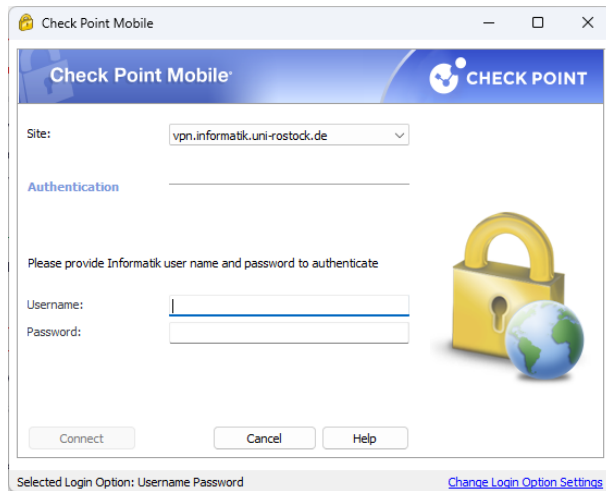 Check Point Mobile
Check Point Mobile
CHECK POINT
Site:
vpn.informatik.uni-rostock.de
Authentication
Please provide Informatik user name and password to authenticate
Username:
Password:
Connect
Cancel
Help
Selected Login Option: Username Password
Change Login Option Settings